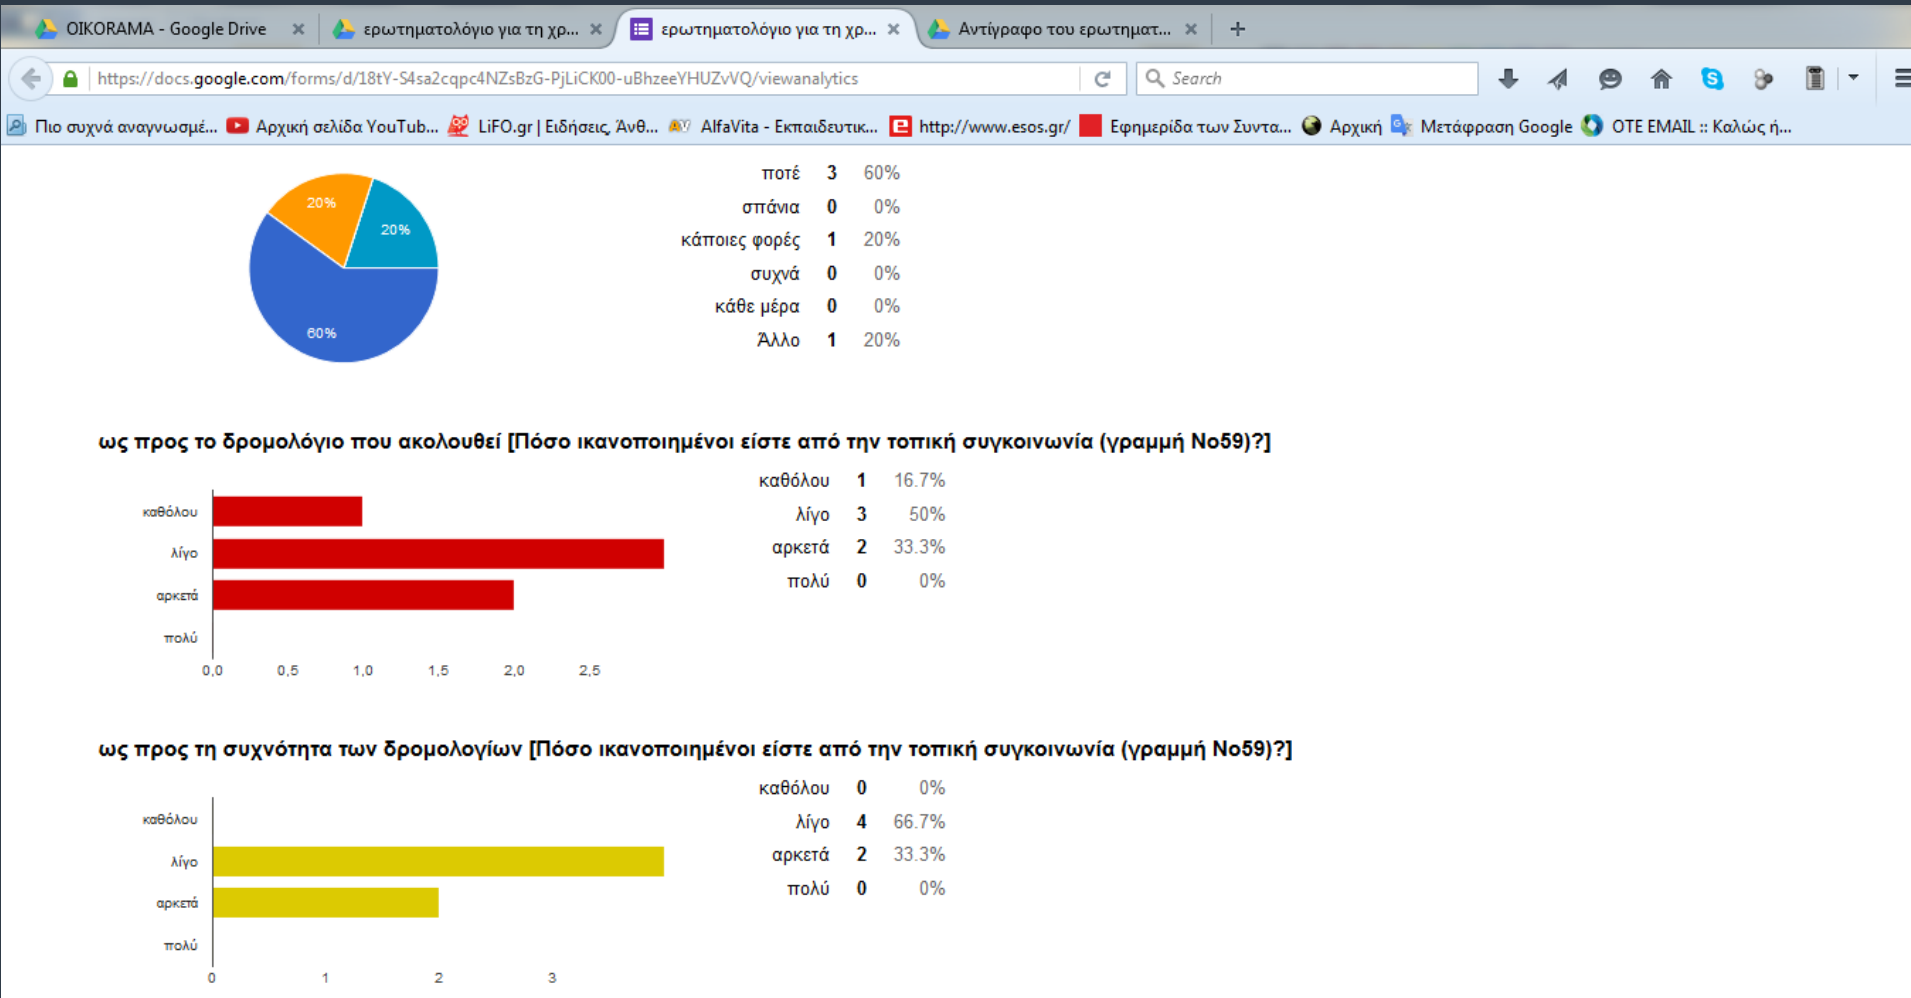 OIKORAMA - Google Drive ερωτηματολόγιο για τη χρ... ερωτηματολόγιο για τη χρ... Αντίγραφο του ερωτηματ...
https://docs.google.com/forms/d/18tY-S4sa2cqpc4NZsBzG-PjLiCK00-uBhzeeYHUZvVQ/viewanalytics Search
Πιο συχνά αναγνωσμέ... Αρχική σελίδα YouTub... LiFO.gr | Ειδήσεις, Άνθ... AlfaVita - Εκπαιδευτικ... http://www.esos.gr/ Εφημερίδα των Συντα... Αρχική Μετάφραση Google OTE EMAIL :: Καλώς ή...
ποτέ 3 60%
σπάνια 0 0%
κάποιες φορές 1 20%
συχνά 0 0%
κάθε μέρα 0 0%
Άλλο 1 20%
20%
20%
60%
ως προς το δρομολόγιο που ακολουθεί [Πόσο ικανοποιημένοι είστε από την τοπική συγκοινωνία (γραμμή Νο59)?]
καθόλου 1 16.7%
λίγο 3 50%
αρκετά 2 33.3%
πολύ 0 0%
καθόλου
λίγο
αρκετά
πολύ
0,0 0,5 1,0 1,5 2,0 2,5
ως προς τη συχνότητα των δρομολογίων [Πόσο ικανοποιημένοι είστε από την τοπική συγκοινωνία (γραμμή Νο59)?]
καθόλου 0 0%
λίγο 4 66.7%
αρκετά 2 33.3%
πολύ 0 0%
καθόλου
λίγο
αρκετά
πολύ
0 1 2 3